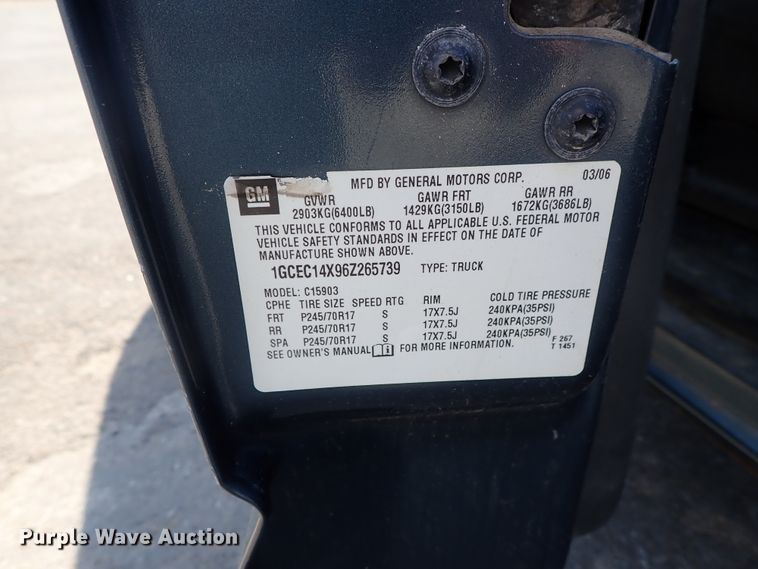 GM
MFD BY GENERAL MOTORS CORP. 03/06
GVWR GAWR FRT GAWR RR
2903KG(6400LB) 1429KG(3150LB) 1672KG(3686LB)
THIS VEHICLE CONFORMS TO ALL APPLICABLE U.S. FEDERAL MOTOR
VEHICLE SAFETY STANDARDS IN EFFECT ON THE DATE OF
MANUFACTURE SHOWN ABOVE.
1GCEC14X96Z265739 TYPE: TRUCK
MODEL: C15903
CPHE TIRE SIZE SPEED RTG RIM COLD TIRE PRESSURE
FRT P245/70R17 S 17X7.5J 240KPA(35PSI)
RR P245/70R17 S 17X7.5J 240KPA(35PSI)
SPA P245/70R17 S 17X7.5J 240KPA(35PSI)
SEE OWNER'S MANUAL i FOR MORE INFORMATION.
F 267
T 1451
Purple Wave Auction